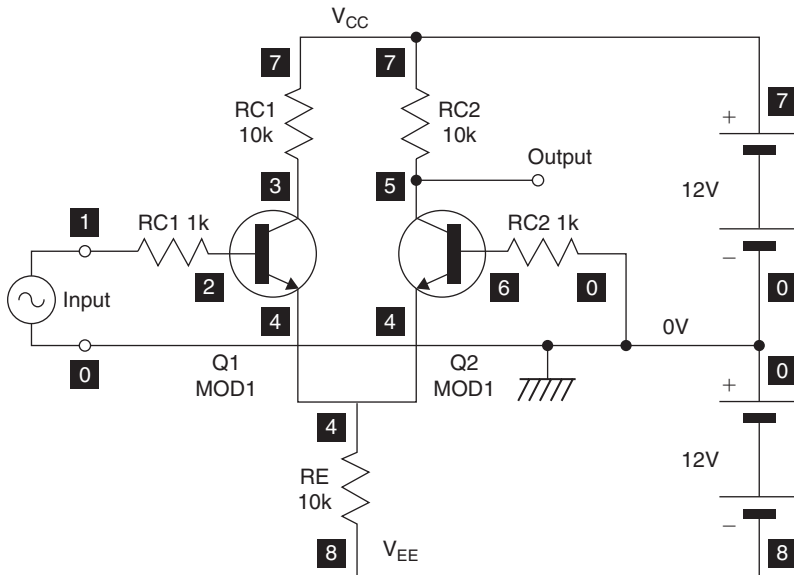 V_CC
7
7
7
RC1
10k
RC2
10k
+
Output
3
5
12V
1
RC1 1k
RC2 1k
2
6
0
−
0
Input
4
4
0V
0
Q1
MOD1
Q2
MOD1
0
+
4
RE
10k
12V
8
V_EE
−
8